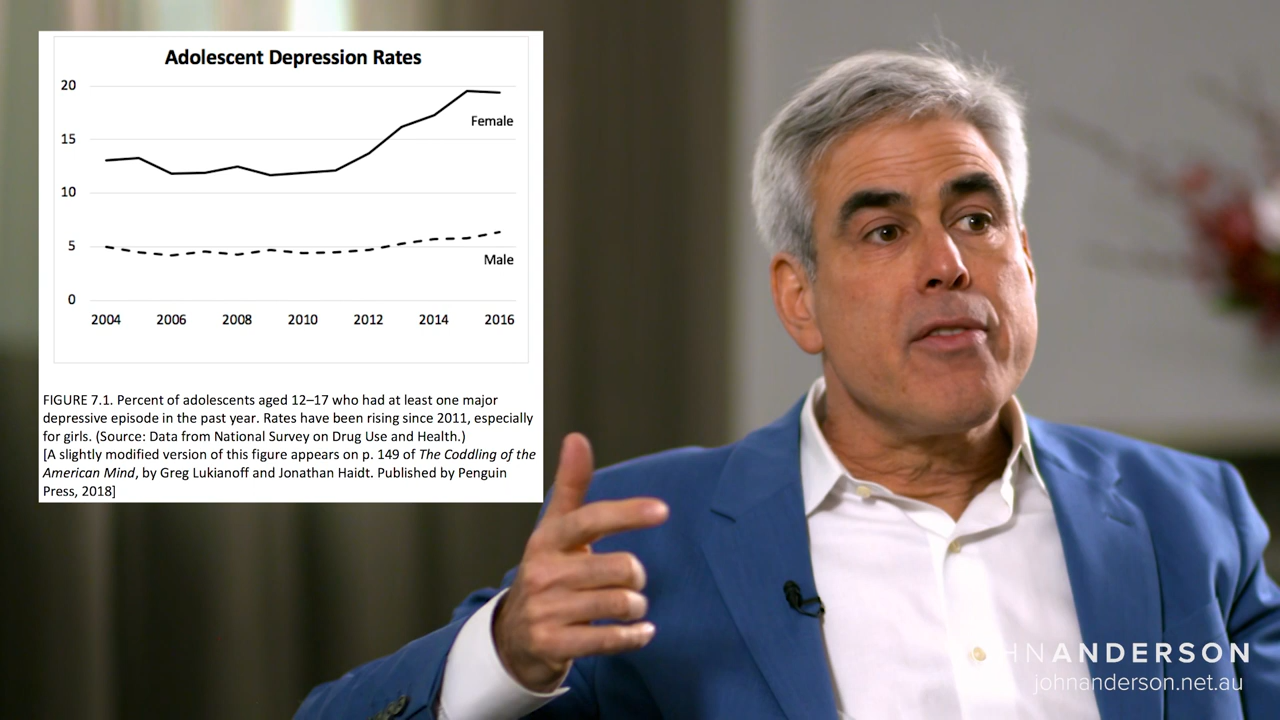 Adolescent Depression Rates
20
15
10
5
0
Female
Male
2004 2006 2008 2010 2012 2014 2016
FIGURE 7.1. Percent of adolescents aged 12–17 who had at least one major
depressive episode in the past year. Rates have been rising since 2011, especially
for girls. (Source: Data from National Survey on Drug Use and Health.)
[A slightly modified version of this figure appears on p. 149 of The Coddling of the
American Mind, by Greg Lukianoff and Jonathan Haidt. Published by Penguin
Press, 2018]
JOHNANDERSON
johnanderson.net.au